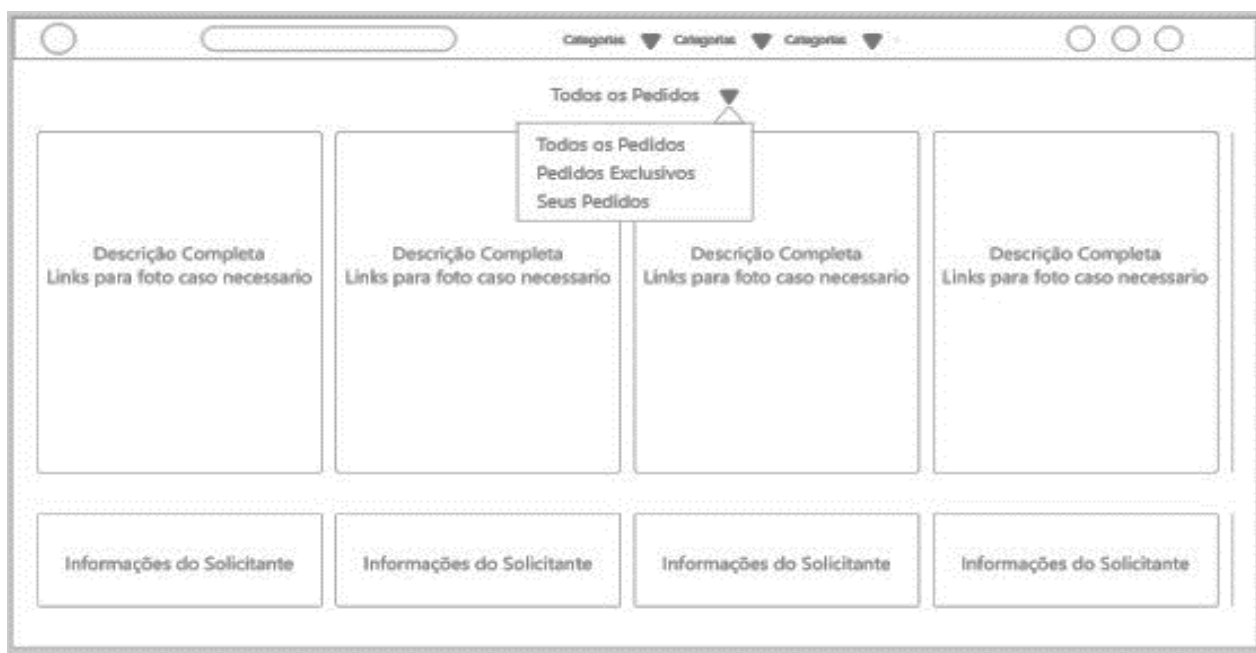 Categorias Categorias Categorias
Todos os Pedidos
Todos os Pedidos
Pedidos Exclusivos
Seus Pedidos
Descrição Completa
Links para foto caso necessario
Descrição Completa
Links para foto caso necessario
Descrição Completa
Links para foto caso necessario
Descrição Completa
Links para foto caso necessario
Informações do Solicitante
Informações do Solicitante
Informações do Solicitante
Informações do Solicitante